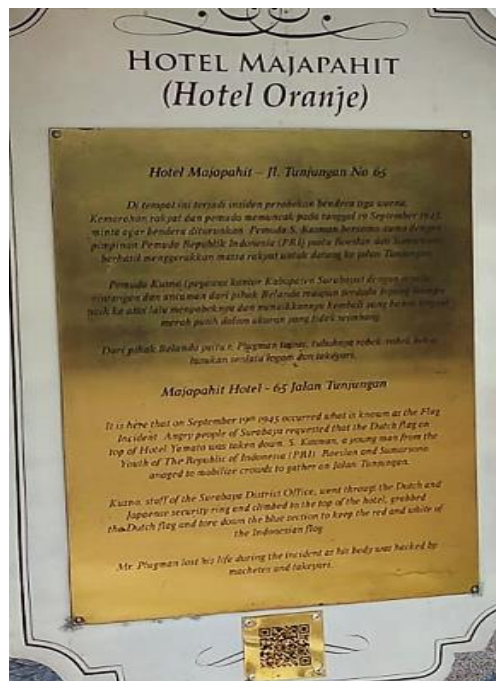 HOTEL MAJAPAHIT
(Hotel Oranje)
Hotel Majapahit – Jl. Tunjungan No 65
Di tempat ini terjadi insiden perobekan bendera tiga warna.
Kemarahan rakyat dan pemuda memuncak pada tanggal 19 September 1945
minta agar bendera diturunkan. Pemuda S. Kasman bersama sama dengan
pimpinan Pemuda Republik Indonesia (PRI) yaitu Roeslan dan Sumarsono
berhasil menggerakkan massa rakyat untuk datang ke jalan Tunjungan.
Pemuda Kusno (pegawai kantor Kabupaten Surabaya) dengan
rintangan dan ancaman dari pihak Belanda maupun serdadu Jepang
naik ke atas lalu menyobeknya dan menaikkannya kembali yang hanya tinggal
merah putih dalam ukuran yang tidak seimbang.
Dari pihak Belanda yaitu r. Plugman tewas, tubuhnya robek-robek
tusukan senjata logam dan takeyari.
Majapahit Hotel - 65 Jalan Tunjungan
It is here that on September 19th 1945 occurred what is known as the Flag
Incident. Angry people of Surabaya requested that the Dutch flag on
top of Hotel Yamato was taken down. S. Kasman, a young man from the
Youth of The Republic of Indonesia (PRI), Roeslan and Sumarsono
anaged to mobilize crowds to gather on Jalan Tunjungan.
Kusno, staff of the Surabaya District Office, went through the Dutch and
Japaense security ring and climbed to the top of the hotel, grabbed
the Dutch flag and tore down the blue section to keep the red and white of
the Indonesian flag
Mr. Plugman lost his life during the incident as his body was hacked by
machetes and takeyari.